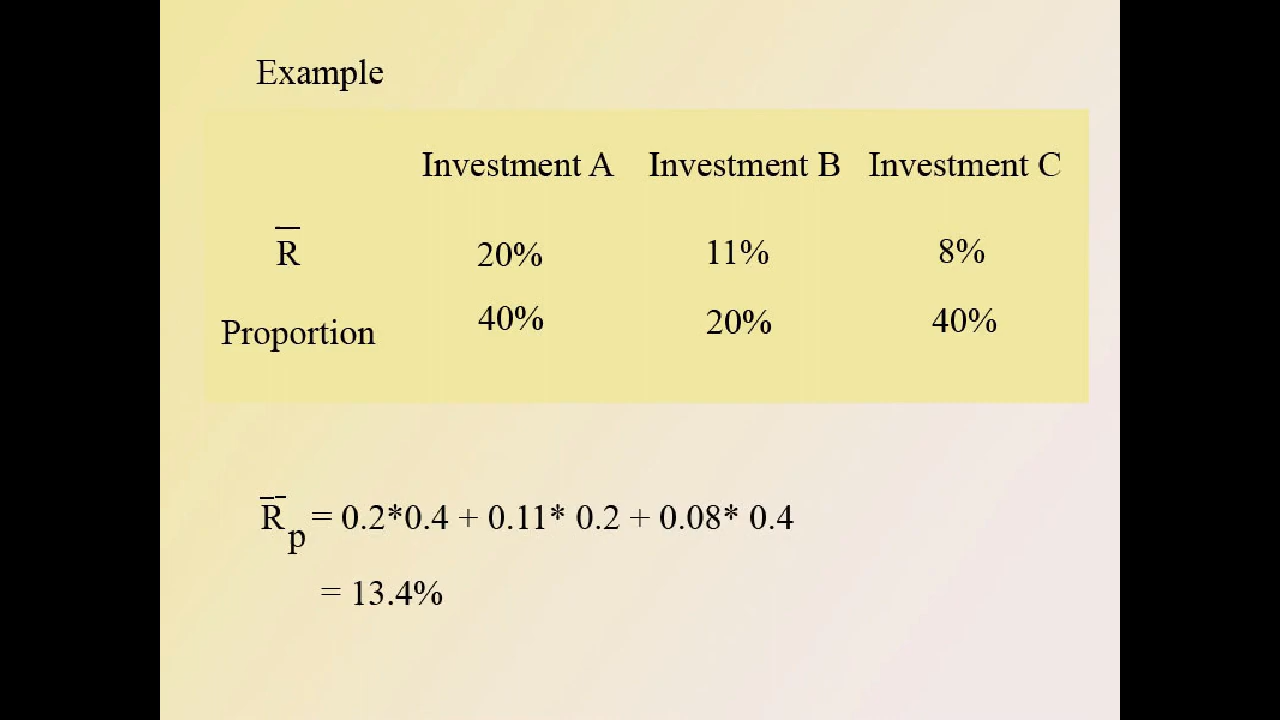 Example
Investment A Investment B Investment C
R̅ 20% 11% 8%
Proportion 40% 20% 40%
R̅p = 0.2*0.4 + 0.11* 0.2 + 0.08* 0.4
= 13.4%